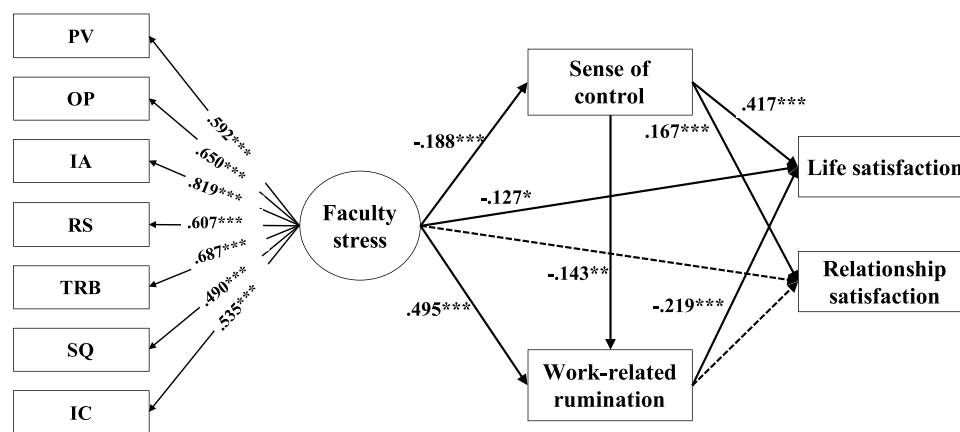 PV
OP
IA
RS
TRB
SQ
IC
.592***
.650***
.819***
.607***
.687***
.490***
.535***
Faculty
stress
-.188***
-.127*
-.143**
.495***
Sense of
control
Work-related
rumination
.417***
.167***
-.219***
Life satisfaction
Relationship
satisfaction